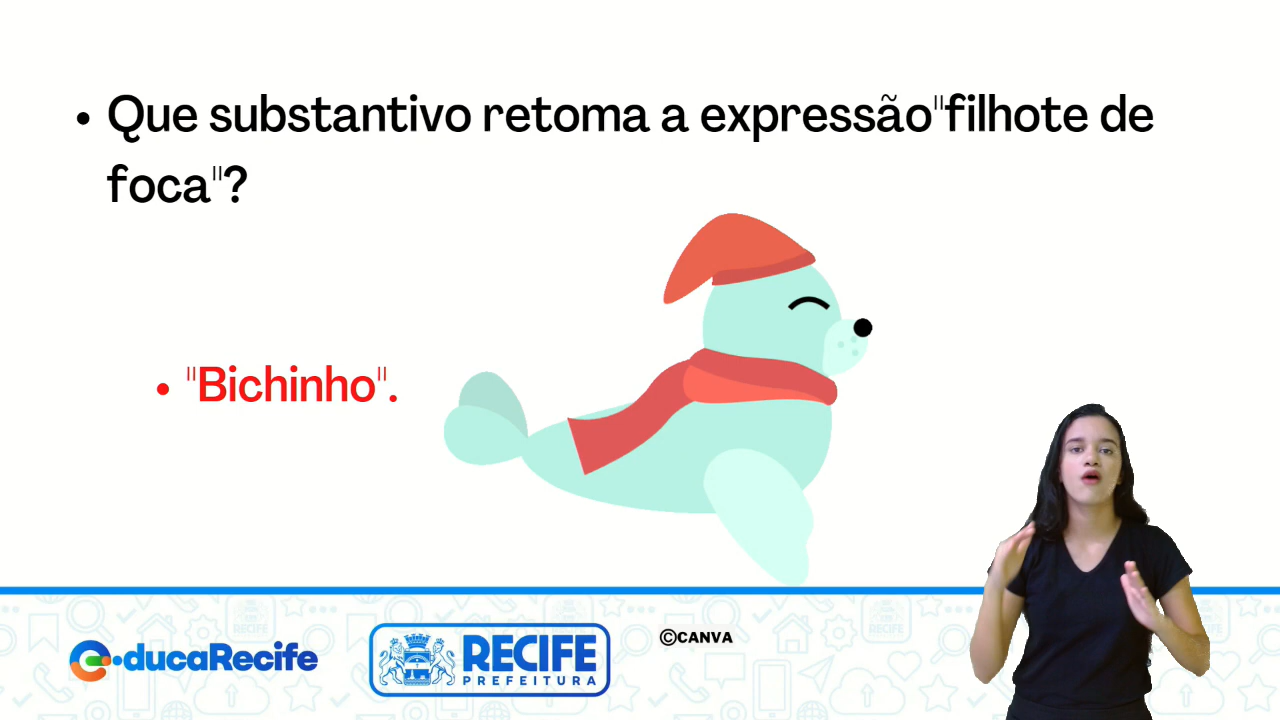 • Que substantivo retoma a expressão"filhote de
foca"?
• "Bichinho".
ducaRecife
RECIFE
PREFEITURA
©CANVA